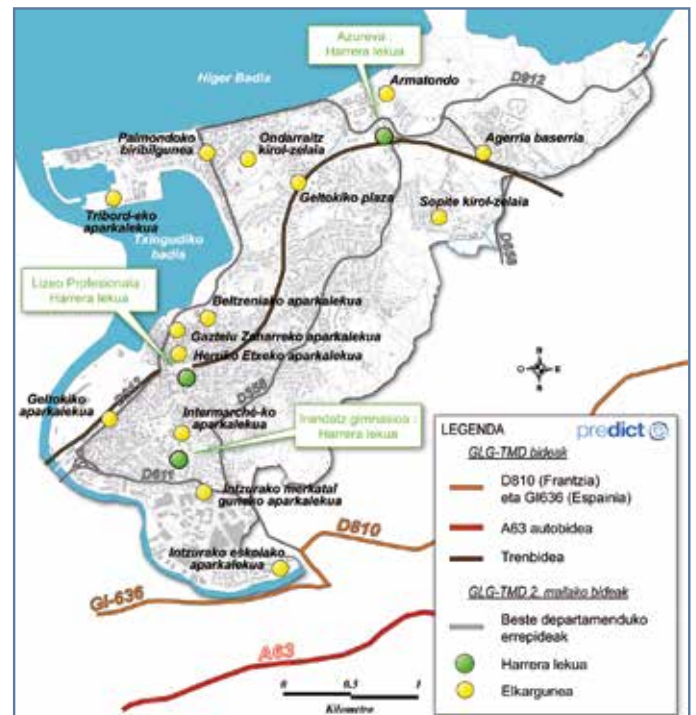 Azureva :
Harrera lekua
Higer Badia
Armatondo
D912
Palmondoko
biribilgunea
Ondarraitz
kirol-zelaia
Agerria baserria
Geltokiko plaza
Sopite kirol-zelaia
Tribord-eko
aparkalekua
Txingudiko
badia
D658
Lizeo Profesionala :
Harrera lekua
Beltzeniako aparkalekua
Gaztelu Zaharreko aparkalekua
Herriko Etxeko aparkalekua
D358
Geltokiko
aparkalekua
D912
Intermarché-ko
aparkalekua
Irandatz gimnasioa :
Harrera lekua
D811
Intzurako merkatal
guneko aparkalekua
Intzurako eskolako
aparkalekua
D810
GI-636
A63
0 0,5 1
Kilometro
N
O E
S
LEGENDA
predict
GLG-TMD bideak
D810 (Frantzia)
eta GI636 (Espainia)
A63 autobidea
Trenbidea
GLG-TMD 2. mailako bideak
Beste departamenduko
errepideak
Harrera lekua
Elkargunea